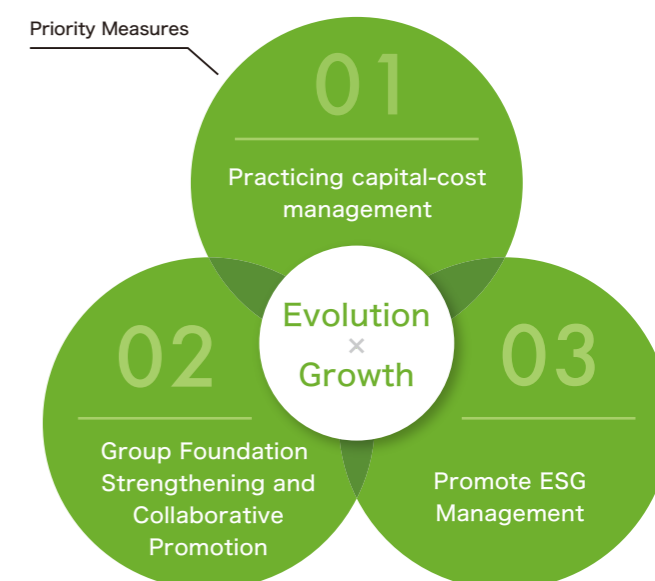 Priority Measures
01
Practicing capital-cost
management
Evolution
×
Growth
02
Group Foundation
Strengthening and
Collaborative
Promotion
03
Promote ESG
Management